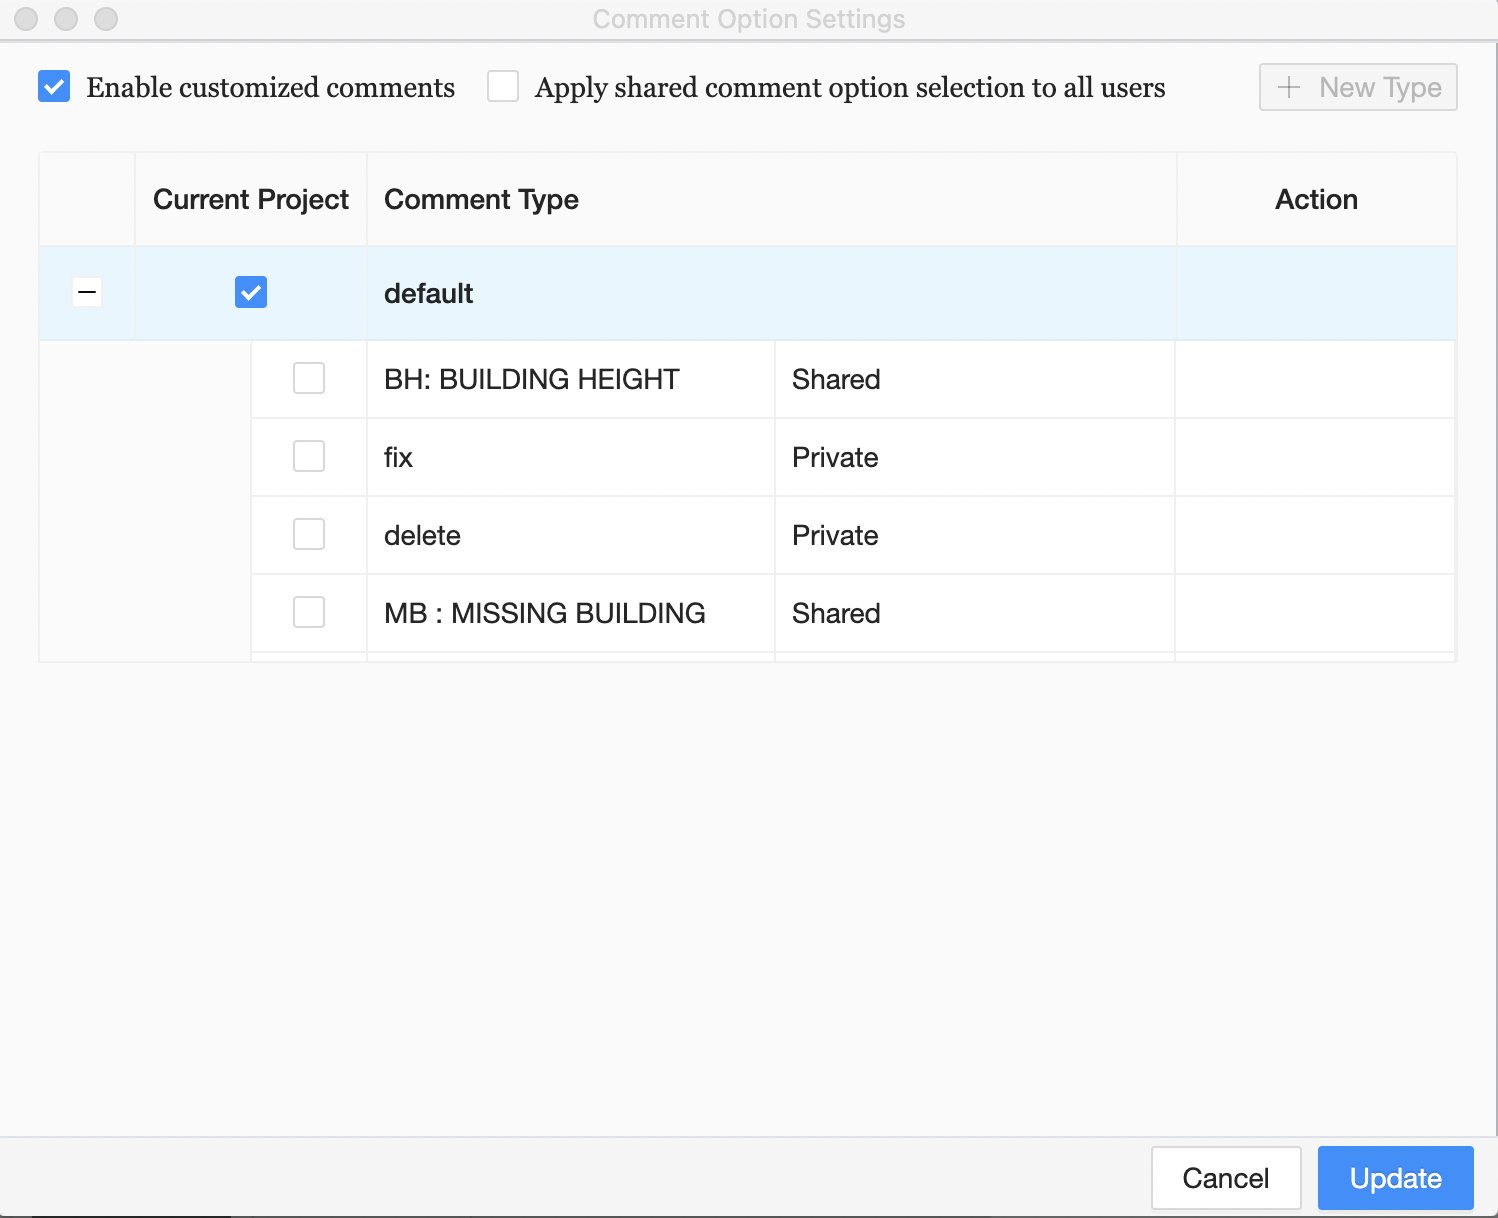 Comment Option Settings
Enable customized comments Apply shared comment option selection to all users + New Type
Current Project Comment Type Action
default
BH: BUILDING HEIGHT Shared
fix Private
delete Private
MB : MISSING BUILDING Shared
Cancel Update